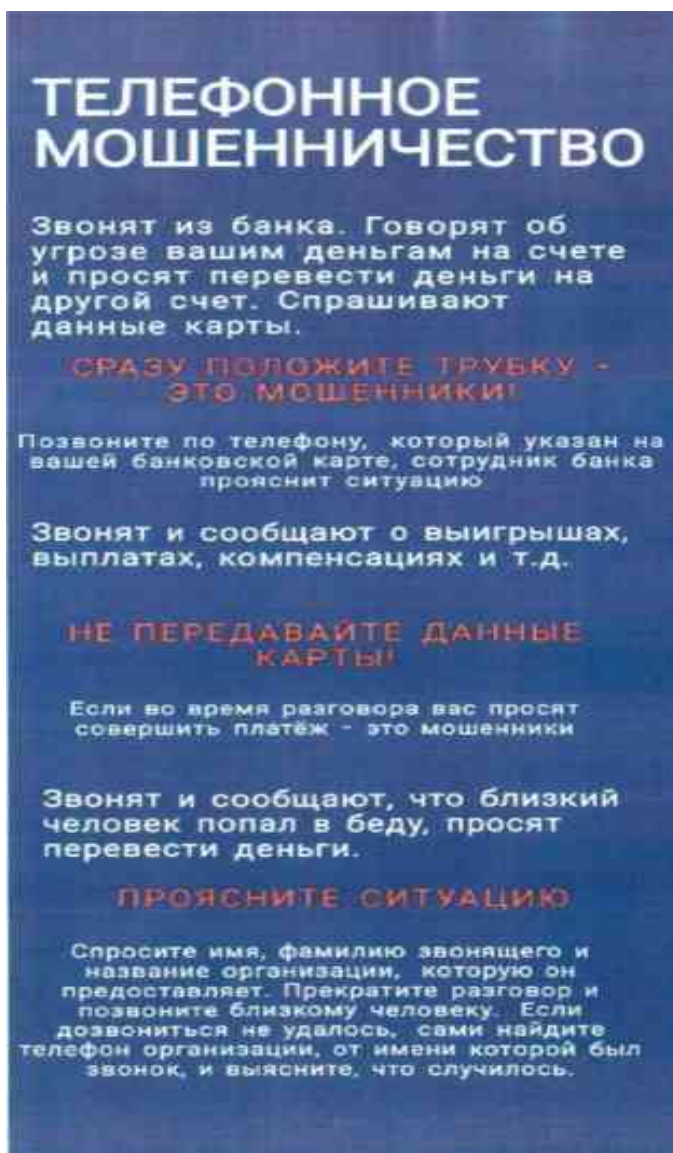 ТЕЛЕФОННОЕ
МОШЕННИЧЕСТВО
Звонят из банка. Говорят об
угрозе вашим деньгам на счете
и просят перевести деньги на
другой счет. Спрашивают
данные карты.
СРАЗУ ПОЛОЖИТЕ ТРУБКУ -
ЭТО МОШЕННИКИ!
Позвоните по телефону, который указан на
вашей банковской карте, сотрудник банка
прояснит ситуацию
Звонят и сообщают о выигрышах,
выплатах, компенсациях и т.д.
НЕ ПЕРЕДАВАЙТЕ ДАННЫЕ
КАРТЫ!
Если во время разговора вас просят
совершить платёж - это мошенники
Звонят и сообщают, что близкий
человек попал в беду, просят
перевести деньги.
ПРОЯСНИТЕ СИТУАЦИЮ
Спросите имя, фамилию звонящего и
название организации, которую он
предоставляет. Прекратите разговор и
позвоните близкому человеку. Если
дозвониться не удалось, сами найдите
телефон организации, от имени которой был
звонок, и выясните, что случилось.